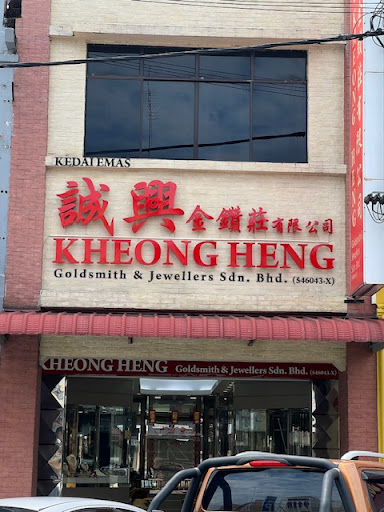 KEDAI EMAS
誠興金鑽莊有限公司
KHEONG HENG
Goldsmith & Jewellers Sdn. Bhd. (546043-X)
KHEONG HENG Goldsmith & Jewellers Sdn. Bhd. (546043-X)